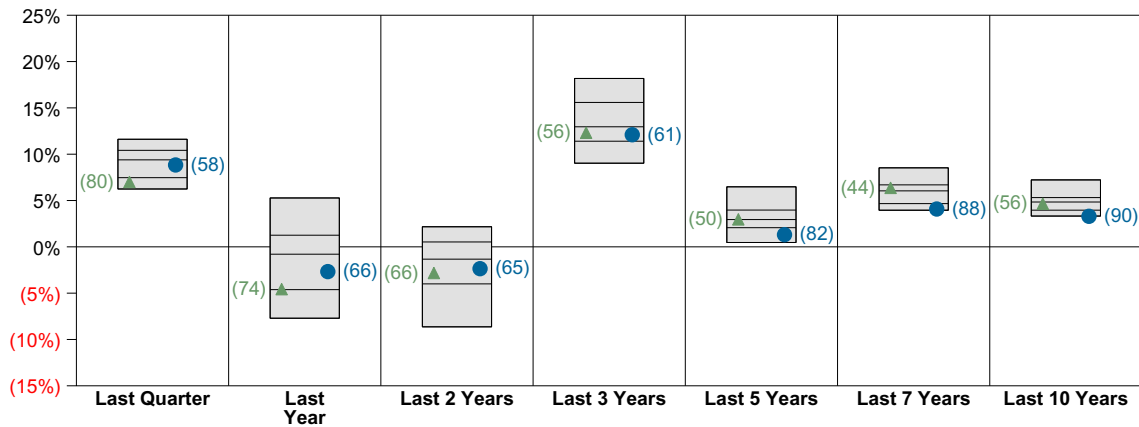 25%
20%
15%
10%
5%
0%
(5%)
(10%)
(15%)
(80)
(58)
(74)
(66)
(66)
(65)
(56)
(61)
(50)
(82)
(44)
(88)
(56)
(90)
Last Quarter
Last
Year
Last 2 Years
Last 3 Years
Last 5 Years
Last 7 Years
Last 10 Years